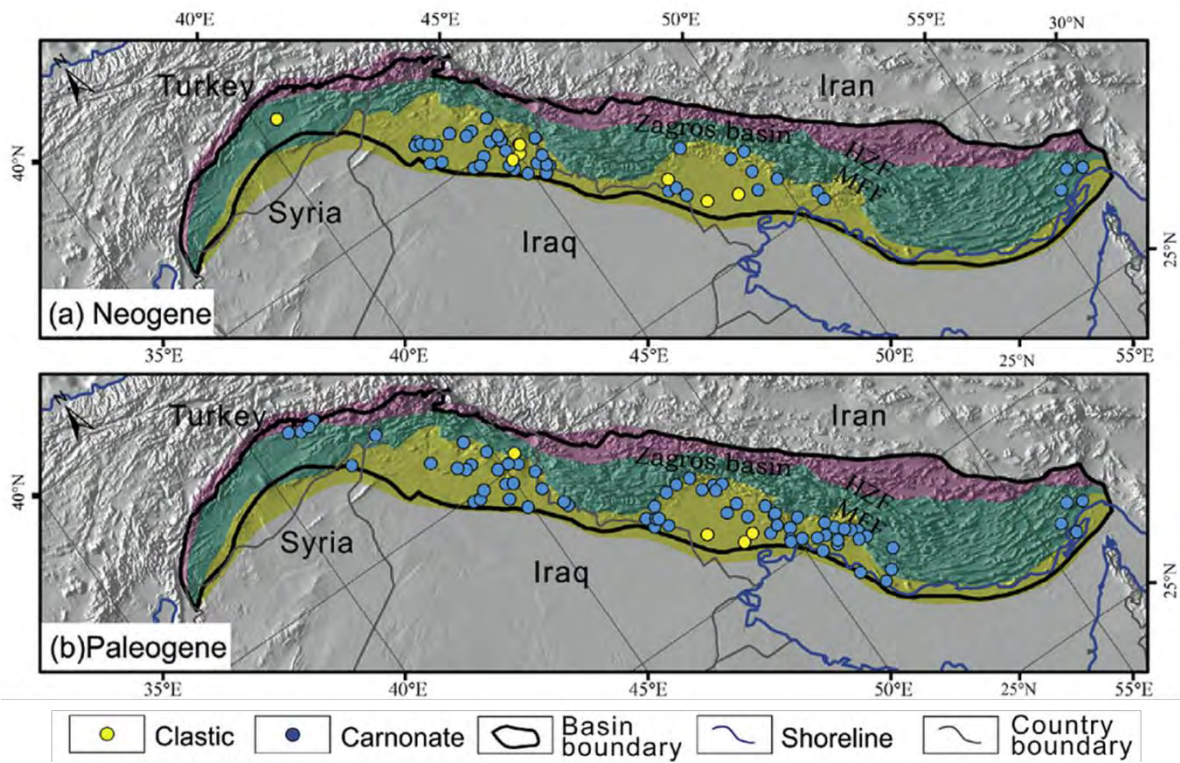 40°E 45°E 50°E 55°E 30°N
Turkey Iran
Zagros basin
HZF
MFF
40°N
Syria
Iraq
25°N
(a) Neogene
35°E 40°E 45°E 50°E 25°N 55°E
Turkey Iran
Zagros basin
HZF
MFF
40°N
Syria
Iraq
25°N
(b)Paleogene
35°E 40°E 45°E 50°E 25°N 55°E
Clastic Carnonate Basin boundary Shoreline Country boundary